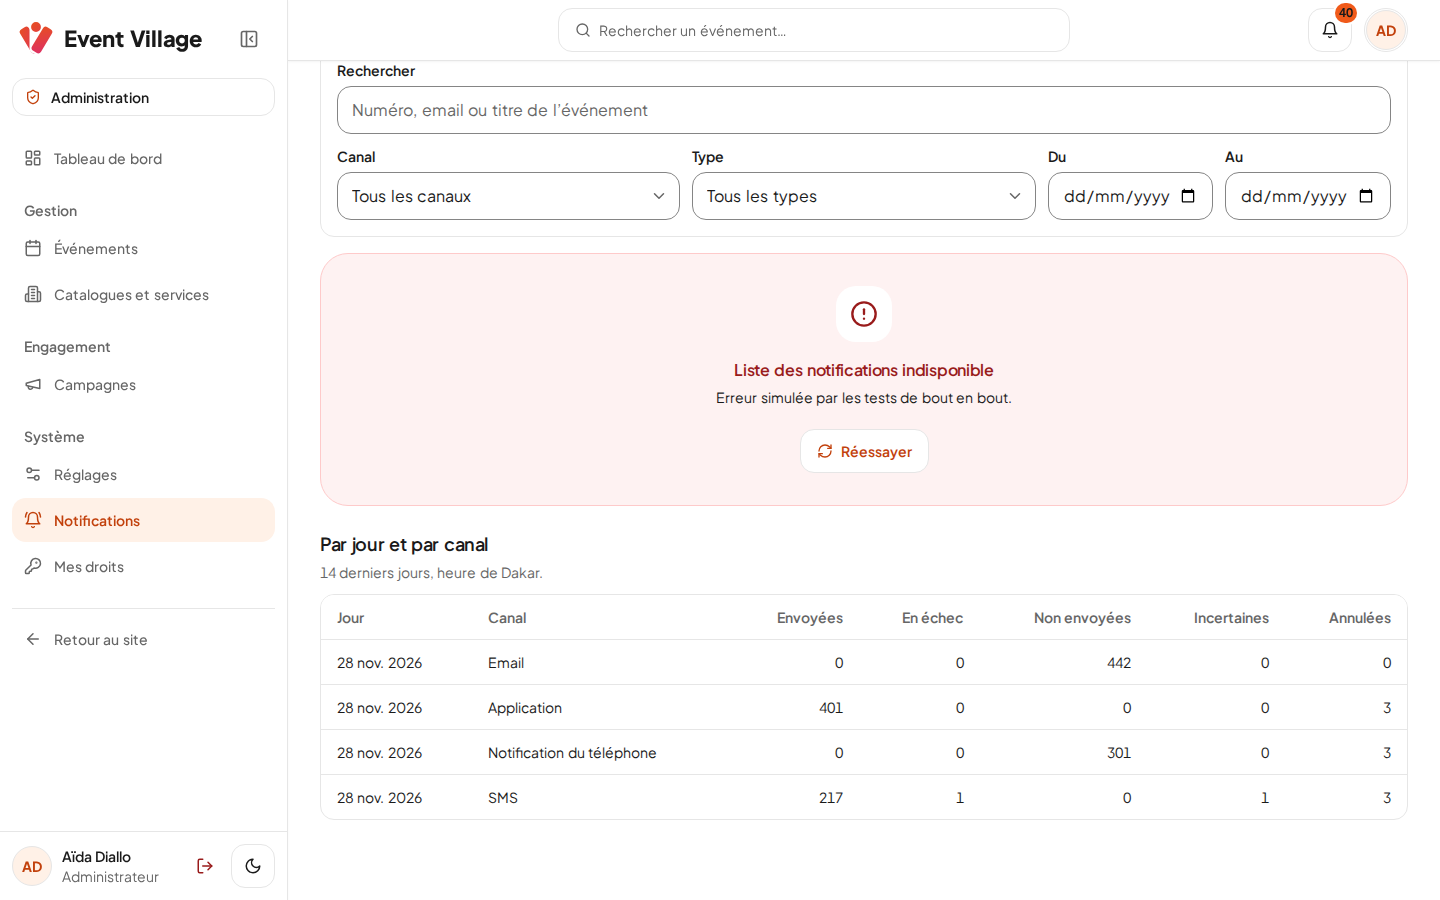 Event Village
Rechercher un événement...
40
AD
Administration
Tableau de bord
Gestion
Événements
Catalogues et services
Engagement
Campagnes
Système
Réglages
Notifications
Mes droits
Retour au site
AD
Aïda Diallo
Administrateur
Rechercher
Numéro, email ou titre de l'événement
Canal
Type
Du
Au
Tous les canaux
Tous les types
dd/mm/yyyy
dd/mm/yyyy
Liste des notifications indisponible
Erreur simulée par les tests de bout en bout.
Réessayer
Par jour et par canal
14 derniers jours, heure de Dakar.
Jour Canal Envoyées En échec Non envoyées Incertaines Annulées
28 nov. 2026 Email 0 0 442 0 0
28 nov. 2026 Application 401 0 0 0 3
28 nov. 2026 Notification du téléphone 0 0 301 0 3
28 nov. 2026 SMS 217 1 0 1 3